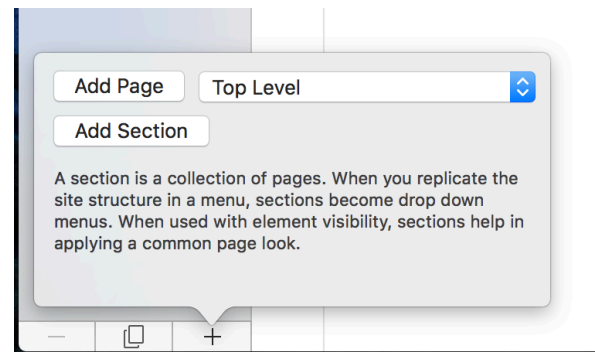 Add Page
Top Level
Add Section
A section is a collection of pages. When you replicate the
site structure in a menu, sections become drop down
menus. When used with element visibility, sections help in
applying a common page look.